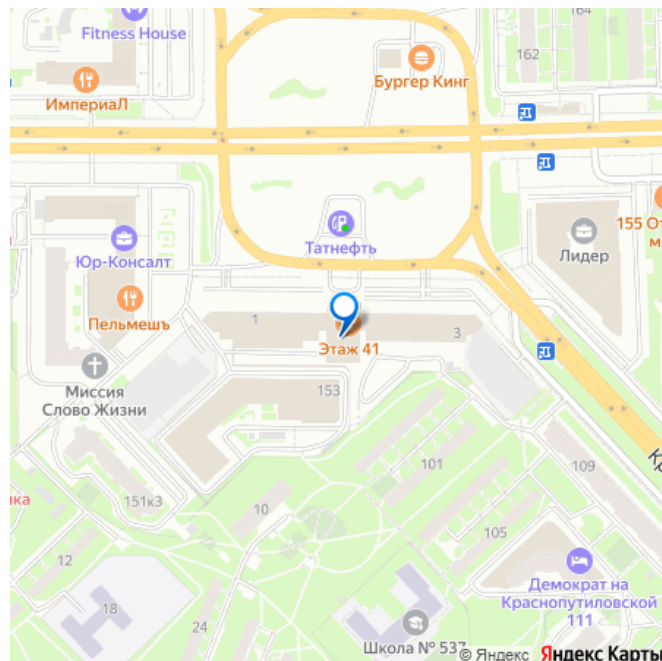 Fitness House
164
162
ИмпериаЛ
Бургер Кинг
155 От
м
Татнефть
Лидер
Юр-Консалт
Пельмешъ
1
3
Этаж 41
Миссия
Слово Жизни
153
101
109
Кр
151к3
10
ка
105
12
Демократ на
Краснопутиловской
111
18
24
Школа № 537
© Яндекс Яндекс Карты